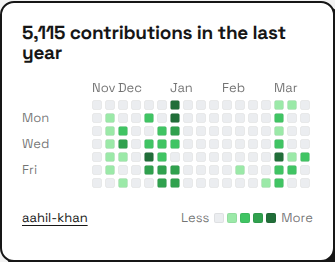 5,115 contributions in the last
year
Nov Dec Jan Feb Mar
Mon
Wed
Fri
aahil-khan Less More